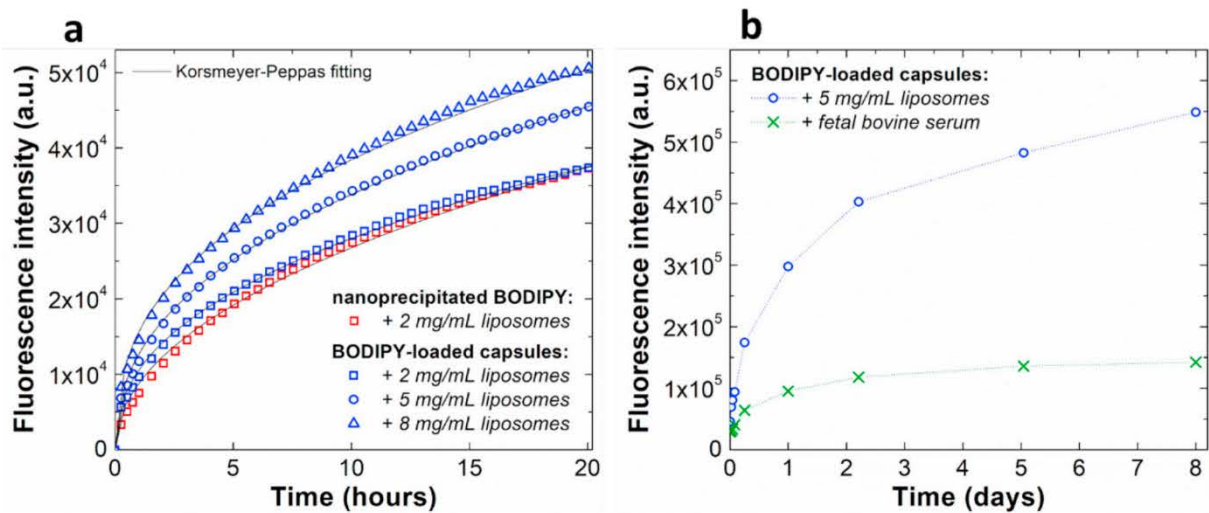 a
Fluorescence intensity (a.u.)
5x10⁴
4x10⁴
3x10⁴
2x10⁴
1x10⁴
0
Korsmeyer-Peppas fitting
nanoprecipitated BODIPY:
+ 2 mg/mL liposomes
BODIPY-loaded capsules:
+ 2 mg/mL liposomes
+ 5 mg/mL liposomes
+ 8 mg/mL liposomes
0 5 10 15 20
Time (hours)
b
Fluorescence intensity (a.u.)
6x10⁵
5x10⁵
4x10⁵
3x10⁵
2x10⁵
1x10⁵
0
BODIPY-loaded capsules:
+ 5 mg/mL liposomes
+ fetal bovine serum
0 1 2 3 4 5 6 7 8
Time (days)